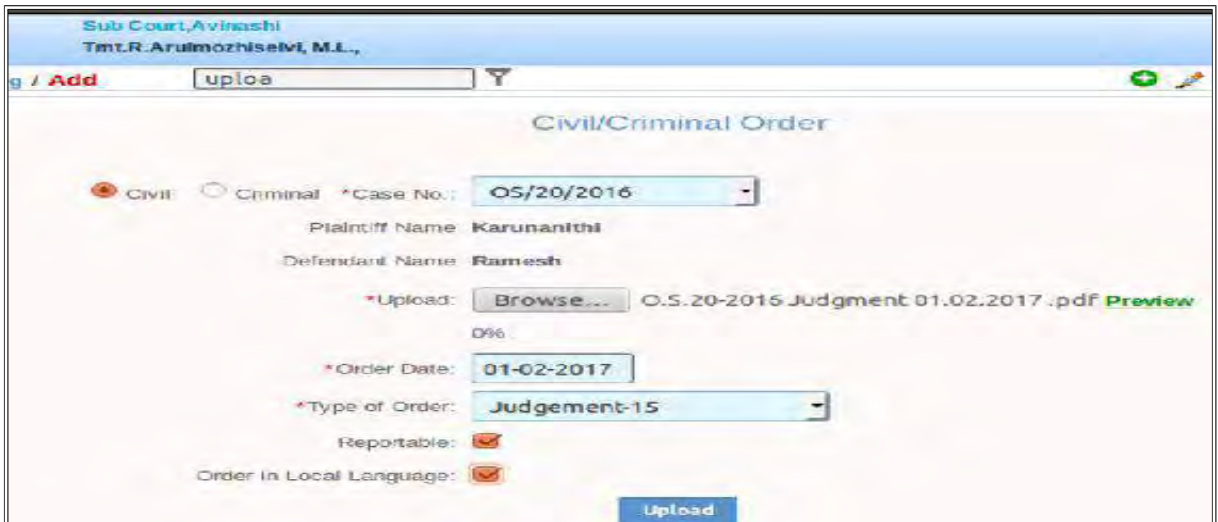 Sub Court,Avinashi
Tmt.R.Arulmozhiselvi, M.L.,
g / Add uploa
Civil/Criminal Order
Civil Criminal *Case No.: OS/20/2016
Plaintiff Name Karunanithi
Defendant Name Ramesh
*Upload: Browse... O.S.20-2016 Judgment 01.02.2017 .pdf Preview
0%
*Order Date: 01-02-2017
*Type of Order: Judgement-15
Reportable:
Order in Local Language:
Upload